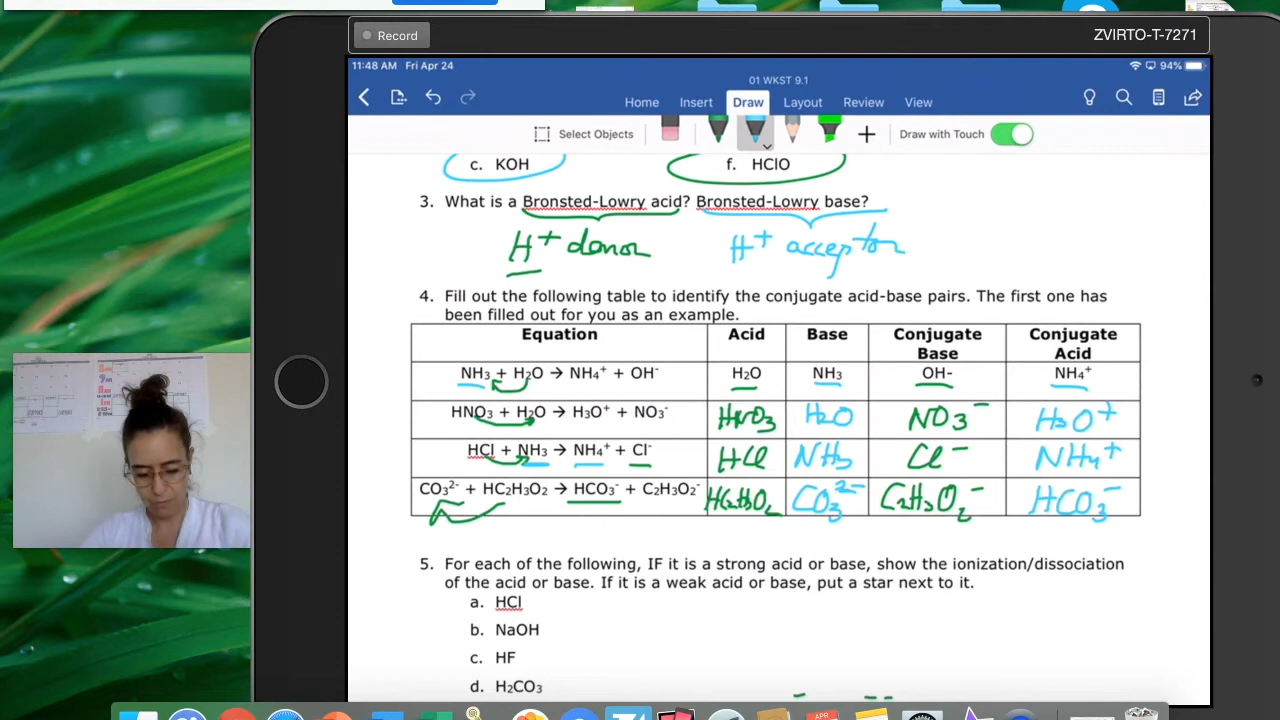 Record
ZVIRTO-T-7271
11:48 AM Fri Apr 24
94%
01 WKST 9.1
Home Insert Draw Layout Review View
Select Objects
Draw with Touch
c. KOH
f. HClO
3. What is a Bronsted-Lowry acid? Bronsted-Lowry base?
H+ donor
H+ acceptor
4. Fill out the following table to identify the conjugate acid-base pairs. The first one has
been filled out for you as an example.
Equation Acid Base Conjugate Base Conjugate Acid
NH₃ + H₂O → NH₄⁺ + OH⁻ H₂O NH₃ OH- NH₄⁺
HNO₃ + H₂O → H₃O⁺ + NO₃⁻ HNO₃ H₂O NO₃⁻ H₃O⁺
HCl + NH₃ → NH₄⁺ + Cl⁻ HCl NH₃ Cl⁻ NH₄⁺
CO₃²⁻ + HC₂H₃O₂ → HCO₃⁻ + C₂H₃O₂⁻ HC₂H₃O₂ CO₃²⁻ C₂H₃O₂⁻ HCO₃⁻
5. For each of the following, IF it is a strong acid or base, show the ionization/dissociation
of the acid or base. If it is a weak acid or base, put a star next to it.
a. HCl
b. NaOH
c. HF
d. H₂CO₃
APR